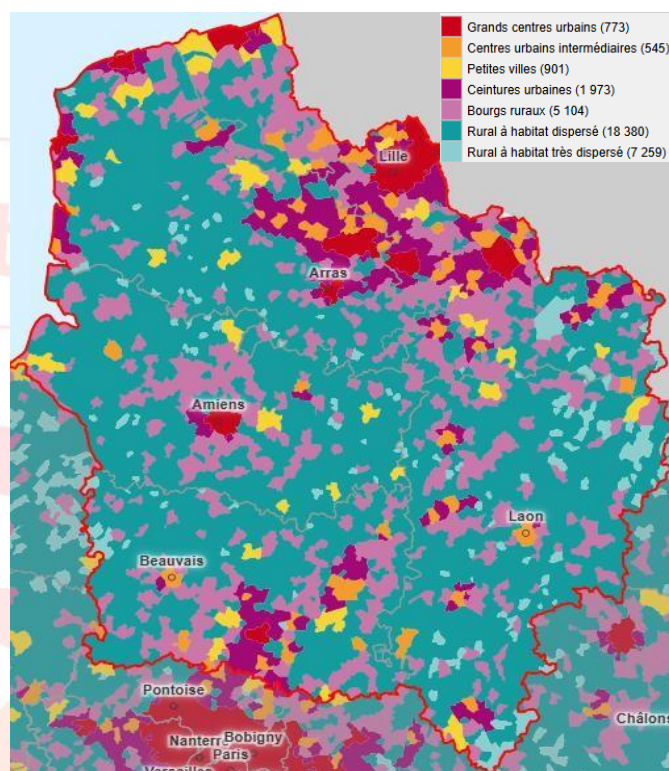 Grands centres urbains (773)
Centres urbains intermédiaires (545)
Petites villes (901)
Ceintures urbaines (1 973)
Bourgs ruraux (5 104)
Rural à habitat dispersé (18 380)
Rural à habitat très dispersé (7 259)
Lille
Arras
Amiens
Laon
Beauvais
Pontoise
Châlons
Nanterre
Bobigny
Paris
Versailles